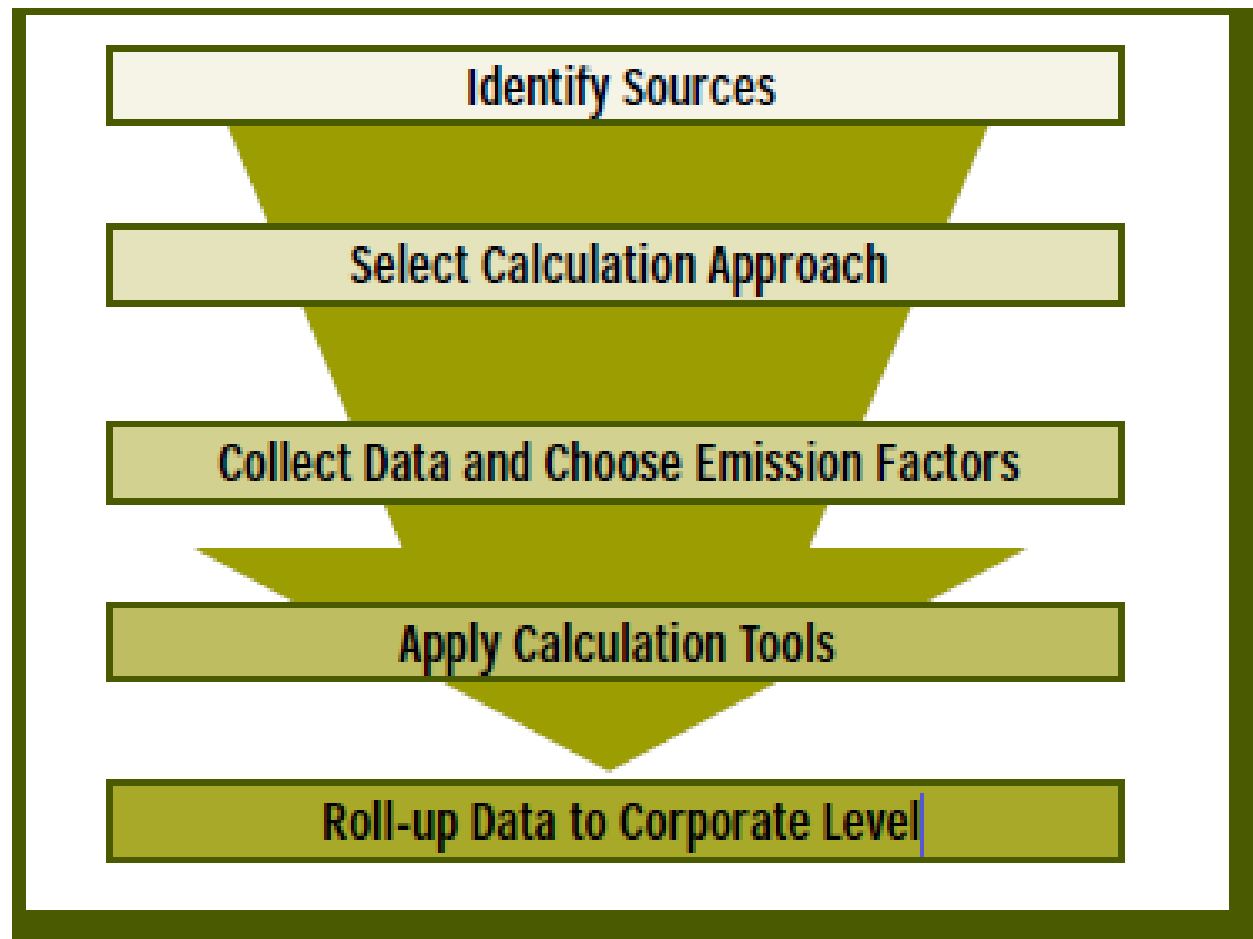 Identify Sources
Select Calculation Approach
Collect Data and Choose Emission Factors
Apply Calculation Tools
Roll-up Data to Corporate Level